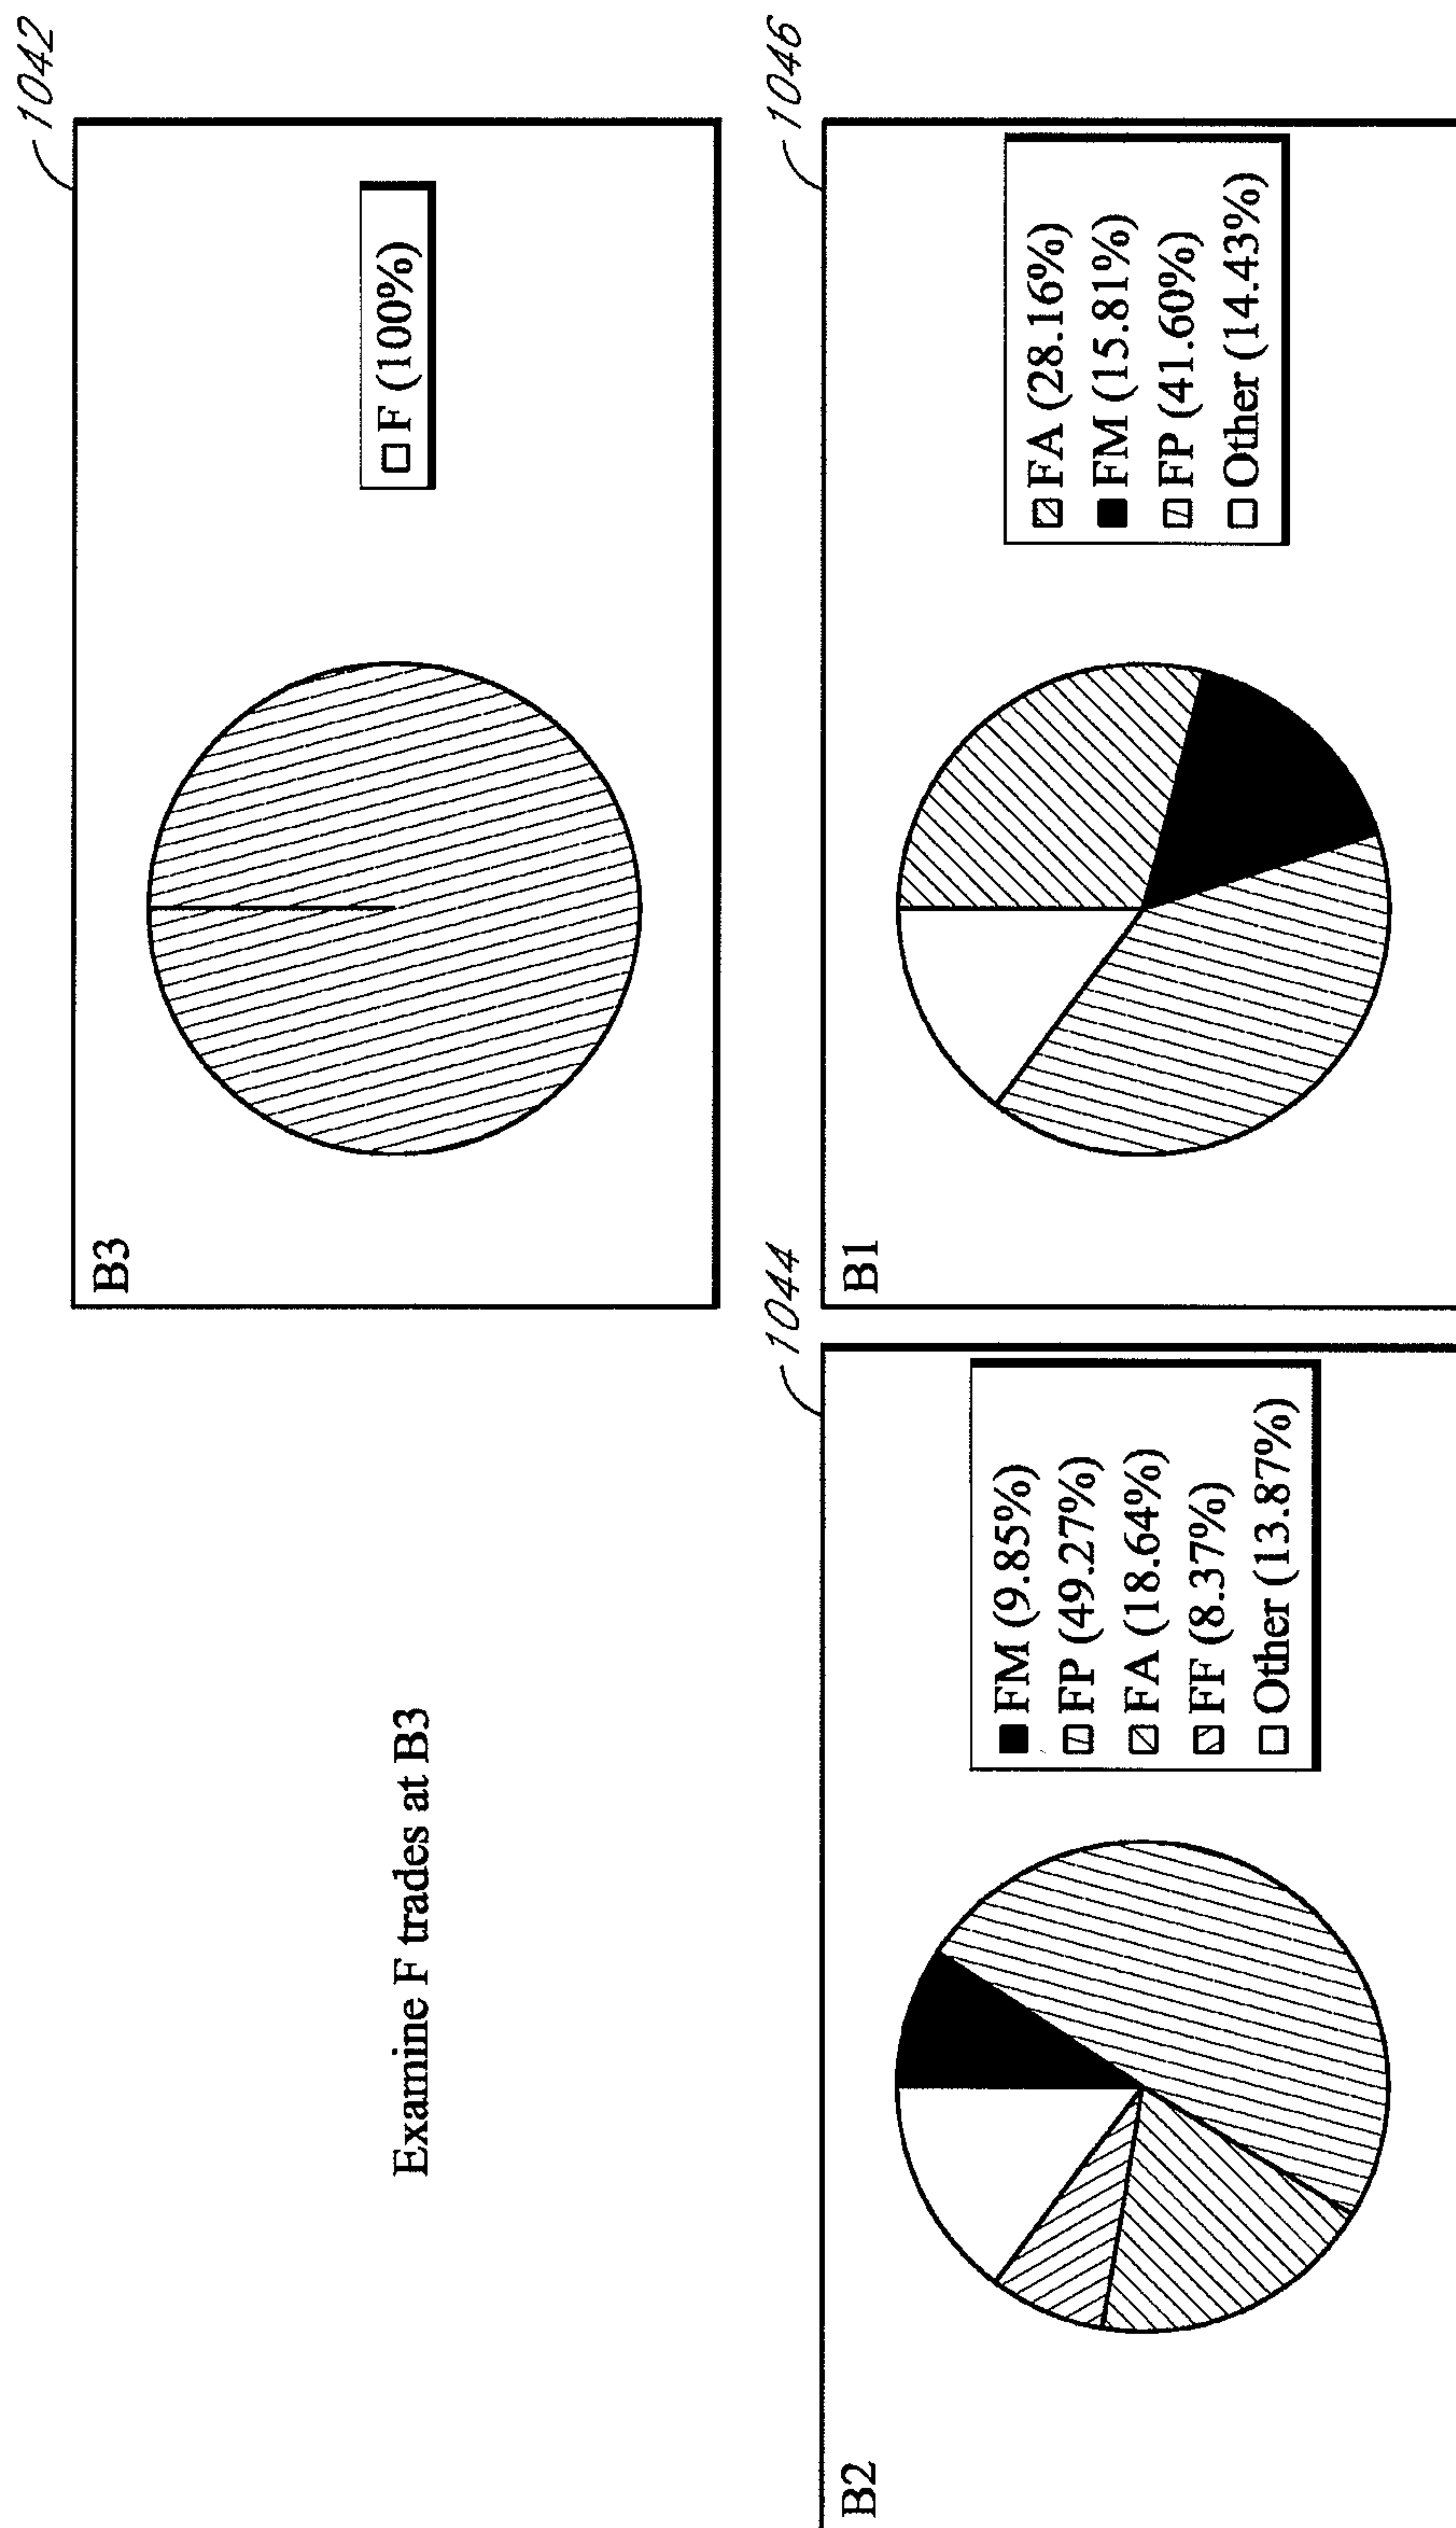 Examine F trades at B3
1042
B3
F (100%)
1044
B2
FM (9.85%)
FP (49.27%)
FA (18.64%)
FF (8.37%)
Other (13.87%)
1046
B1
FA (28.16%)
FM (15.81%)
FP (41.60%)
Other (14.43%)